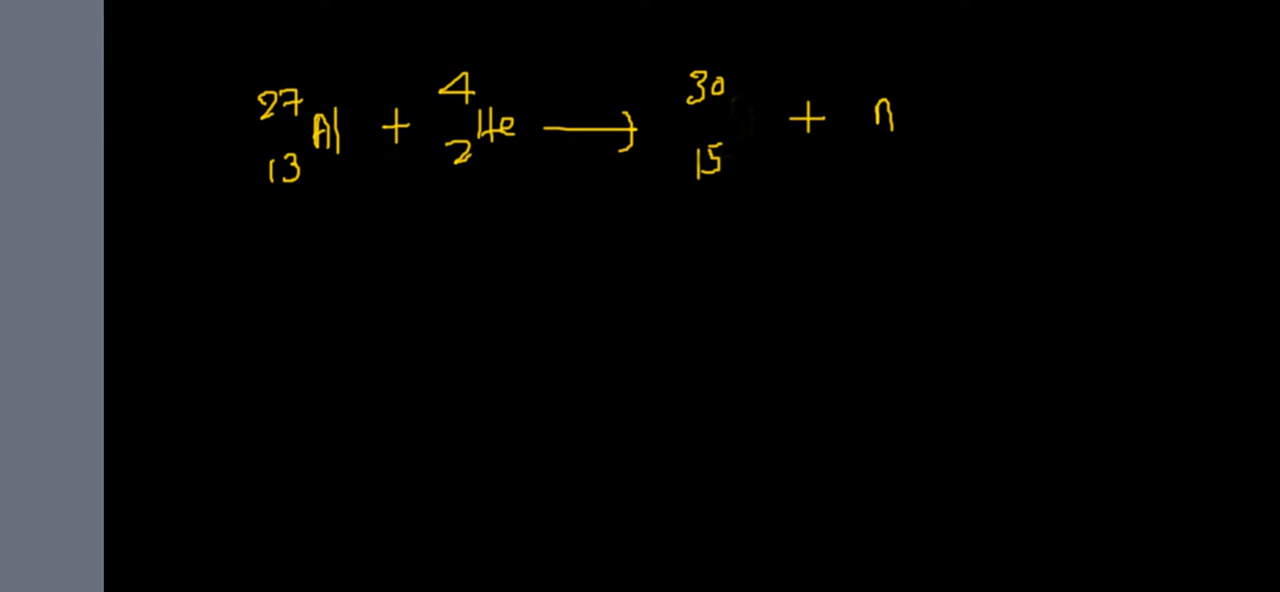 ²⁷₁₃Al + ⁴₂He → ³⁰₁₅ + n